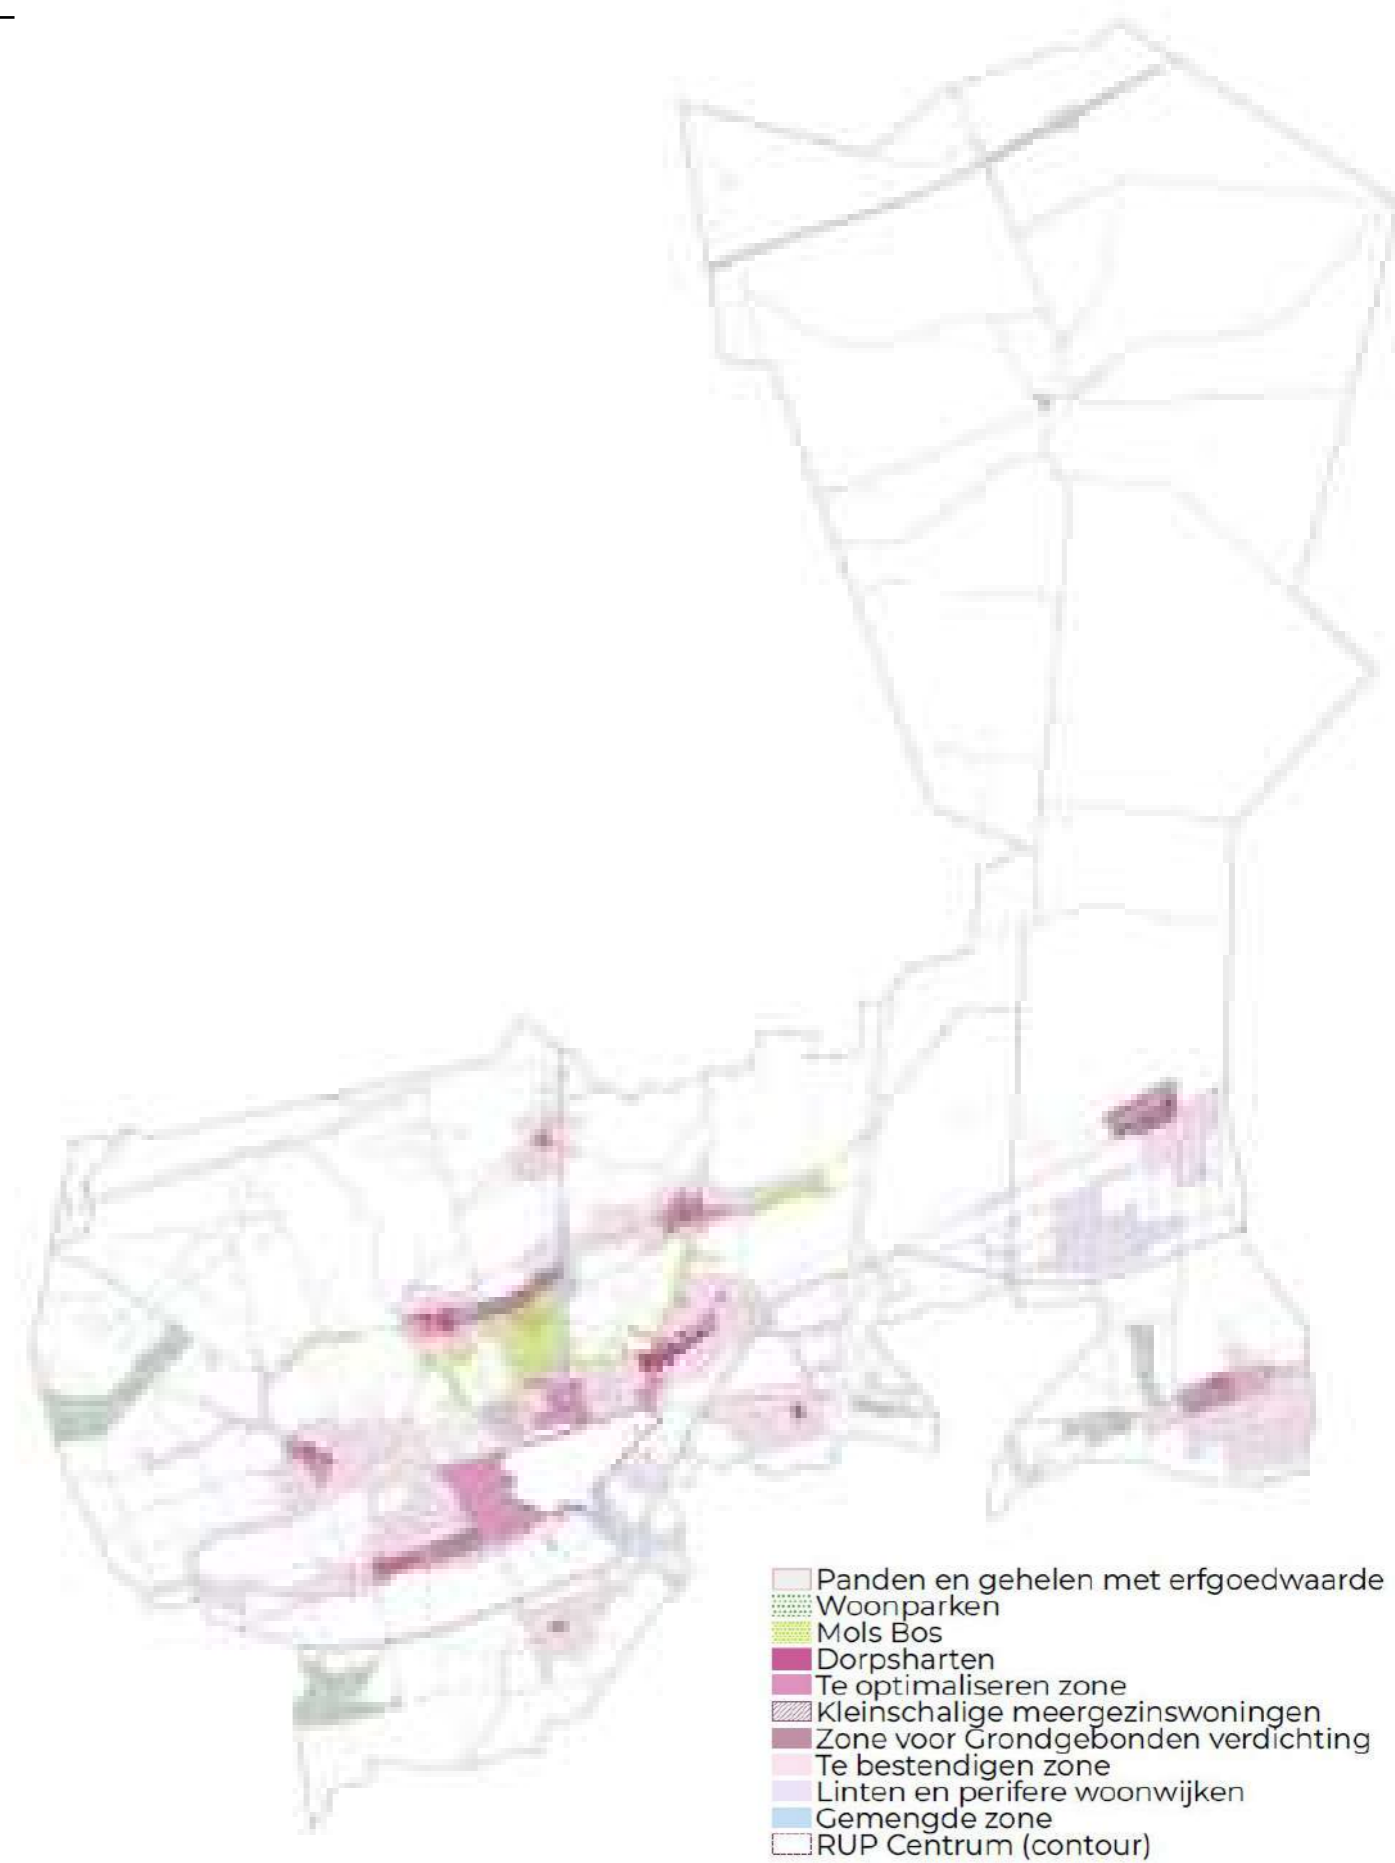 Panden en gehelen met erfgoedwaarde
Woonparken
Mols Bos
Dorpsharten
Te optimaliseren zone
Kleinschalige meergezinswoningen
Zone voor Grondgebonden verdichting
Te bestendigen zone
Linten en perifere woonwijken
Gemengde zone
RUP Centrum (contour)